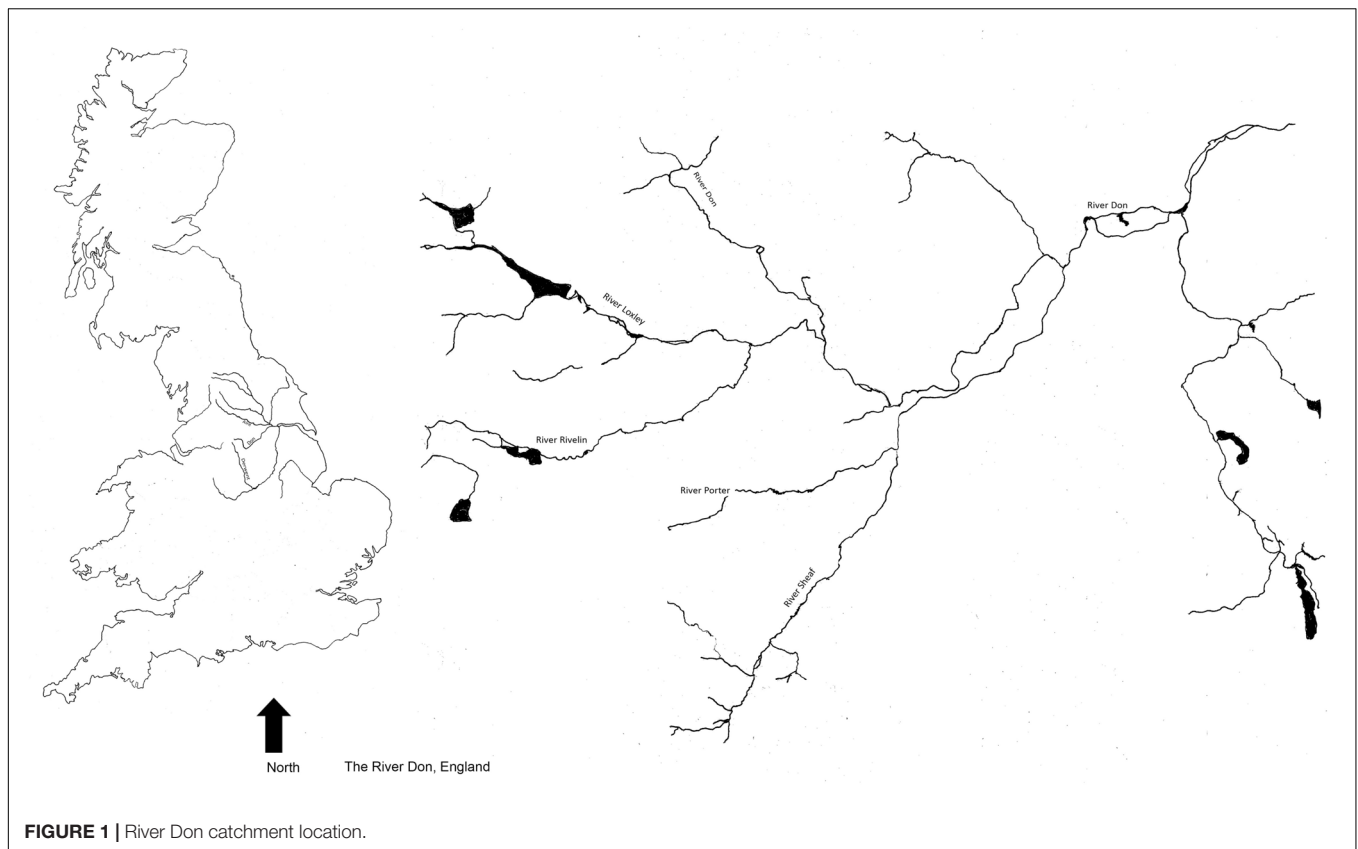 River Don
River Don
River Loxley
River Rivelin
River Porter
River Sheaf
Derwent
North
The River Don, England
FIGURE 1 | River Don catchment location.